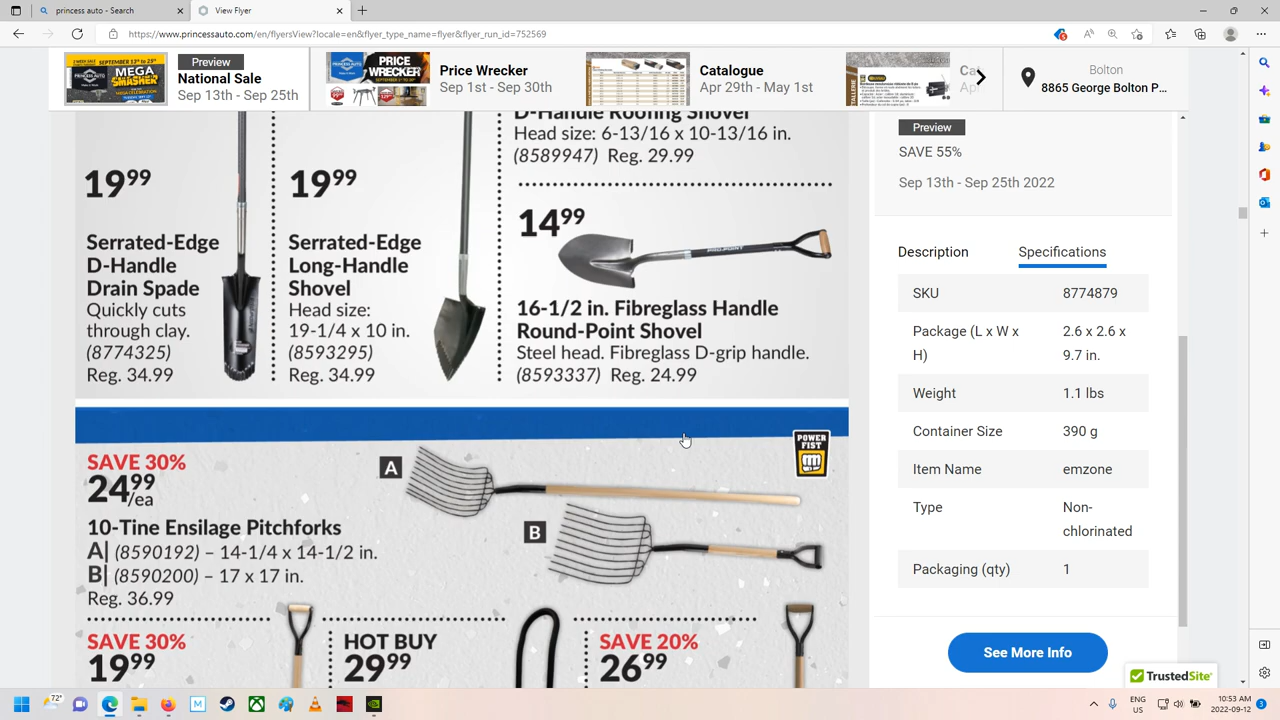 princess auto - Search
View Flyer
https://www.princessauto.com/en/flyersView?locale=en&flyer_type_name=flyer&flyer_run_id=752569
Preview
National Sale
th - Sep 25th
PRINCESS AUTO
MEGA
PRICE
WRECKER
Price Wrecker
Sep 1st - Sep 30th
Catalogue
Apr 29th - May 1st
8865 George Bolton P...
D-Handle Roofing Shovel
Head size: 6-13/16 x 10-13/16 in.
(8589947) Reg. 29.99
19 99
Serrated-Edge
D-Handle
Drain Spade
Quickly cuts
through clay.
(8774325)
Reg. 34.99
19 99
Serrated-Edge
Long-Handle
Shovel
Head size:
19-1/4 x 10 in.
(8593295)
Reg. 34.99
14 99
16-1/2 in. Fibreglass Handle
Round-Point Shovel
Steel head. Fibreglass D-grip handle.
(8593337) Reg. 24.99
POWER
FIST
SAVE 30%
24 99 /ea
10-Tine Ensilage Pitchforks
A| (8590192) – 14-1/4 x 14-1/2 in.
B| (8590200) – 17 x 17 in.
Reg. 36.99
A
B
SAVE 30%
19 99
HOT BUY
29 99
SAVE 20%
26 99
Preview
SAVE 55%
Sep 13th - Sep 25th 2022
Description
Specifications
SKU 8774879
Package (L x W x
H)
2.6 x 2.6 x
9.7 in.
Weight 1.1 lbs
Container Size 390 g
Item Name emzone
Type Non-
chlorinated
Packaging (qty) 1
See More Info
TrustedSite
72°
ENG
US
10:53 AM
2022-09-12
3